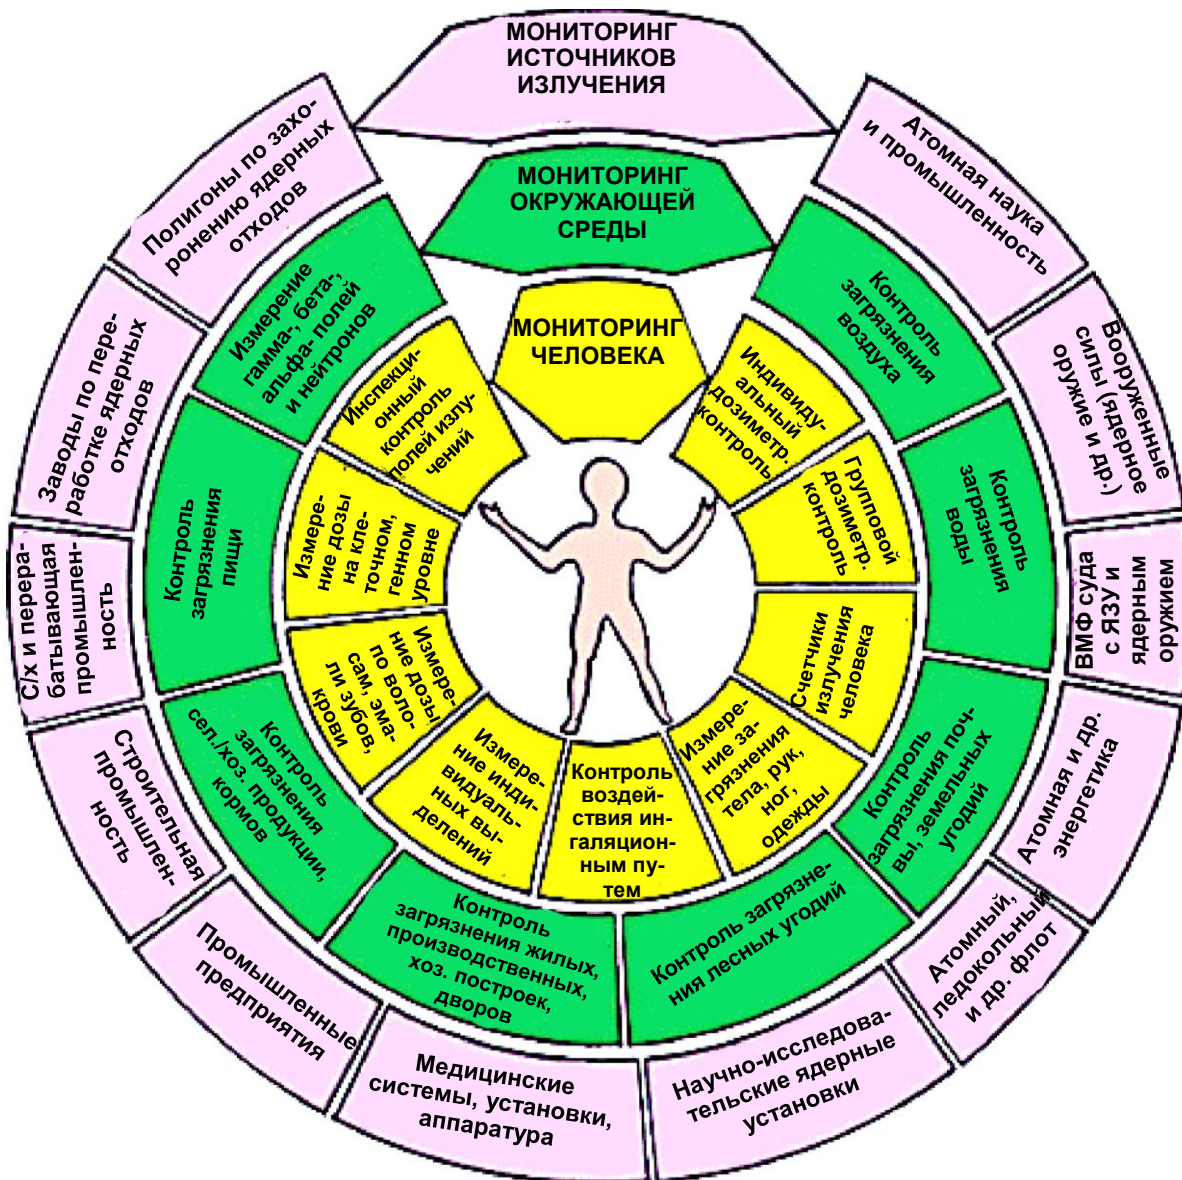 МОНИТОРИНГ
ИСТОЧНИКОВ
ИЗЛУЧЕНИЯ
МОНИТОРИНГ
ОКРУЖАЮЩЕЙ
СРЕДЫ
МОНИТОРИНГ
ЧЕЛОВЕКА
Атомная наука
и промышленность
Вооруженные
силы (ядерное
оружие и др.)
ВМФ суда
с ЯЗУ и
ядерным
оружием
Атомная и др.
энергетика
Атомный,
ледокольный
и др. флот
Научно-исследова-
тельские ядерные
установки
Медицинские
системы, установки,
аппаратура
Промышленные
предприятия
Строительная
промышлен-
ность
С/х и перера-
батывающая
промышлен-
ность
Заводы по пере-
работке ядерных
отходов
Полигоны по захо-
ронению ядерных
отходов
Контроль
загрязнения
воздуха
Контроль
загрязнения
воды
Контроль
загрязнения поч-
вы, земельных
угодий
Контроль загрязне-
ния лесных угодий
Контроль
загрязнения жилых,
производственных,
хоз. построек,
дворов
Контроль
загрязнения
сел./хоз. продукции,
кормов
Контроль
загрязнения
пищи
Измерение
гамма-, бета-,
альфа- полей
и нейтронов
Индивиду-
альный
дозиметр.
контроль
Групповой
дозиметр.
контроль
Счетчики
излучения
человека
Измере-
ние за-
грязнения
тела, рук,
ног,
одежды
Контроль
воздей-
ствия ин-
галяцион-
ным пу-
тем
Измере-
ние инди-
видуаль-
ных вы-
делений
Измере-
ние дозы
по воло-
сам, эма-
ли зубов,
крови
Измере-
ние дозы
на кле-
точном,
генном
уровне
Инспекци-
онный
контроль
полей излу-
чений